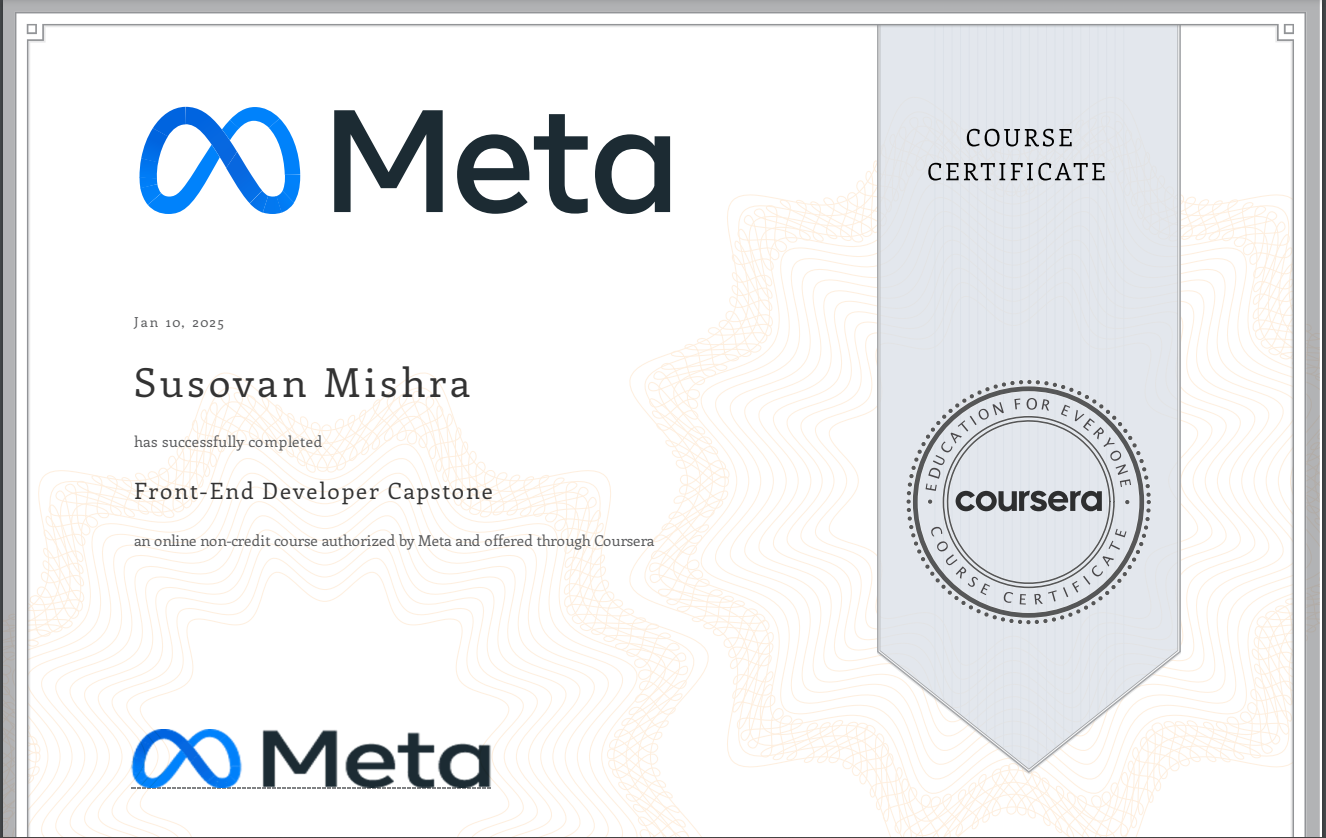 Meta
COURSE
CERTIFICATE
Jan 10, 2025
Susovan Mishra
has successfully completed
Front-End Developer Capstone
an online non-credit course authorized by Meta and offered through Coursera
EDUCATION FOR EVERYONE
coursera
COURSE CERTIFICATE
Meta